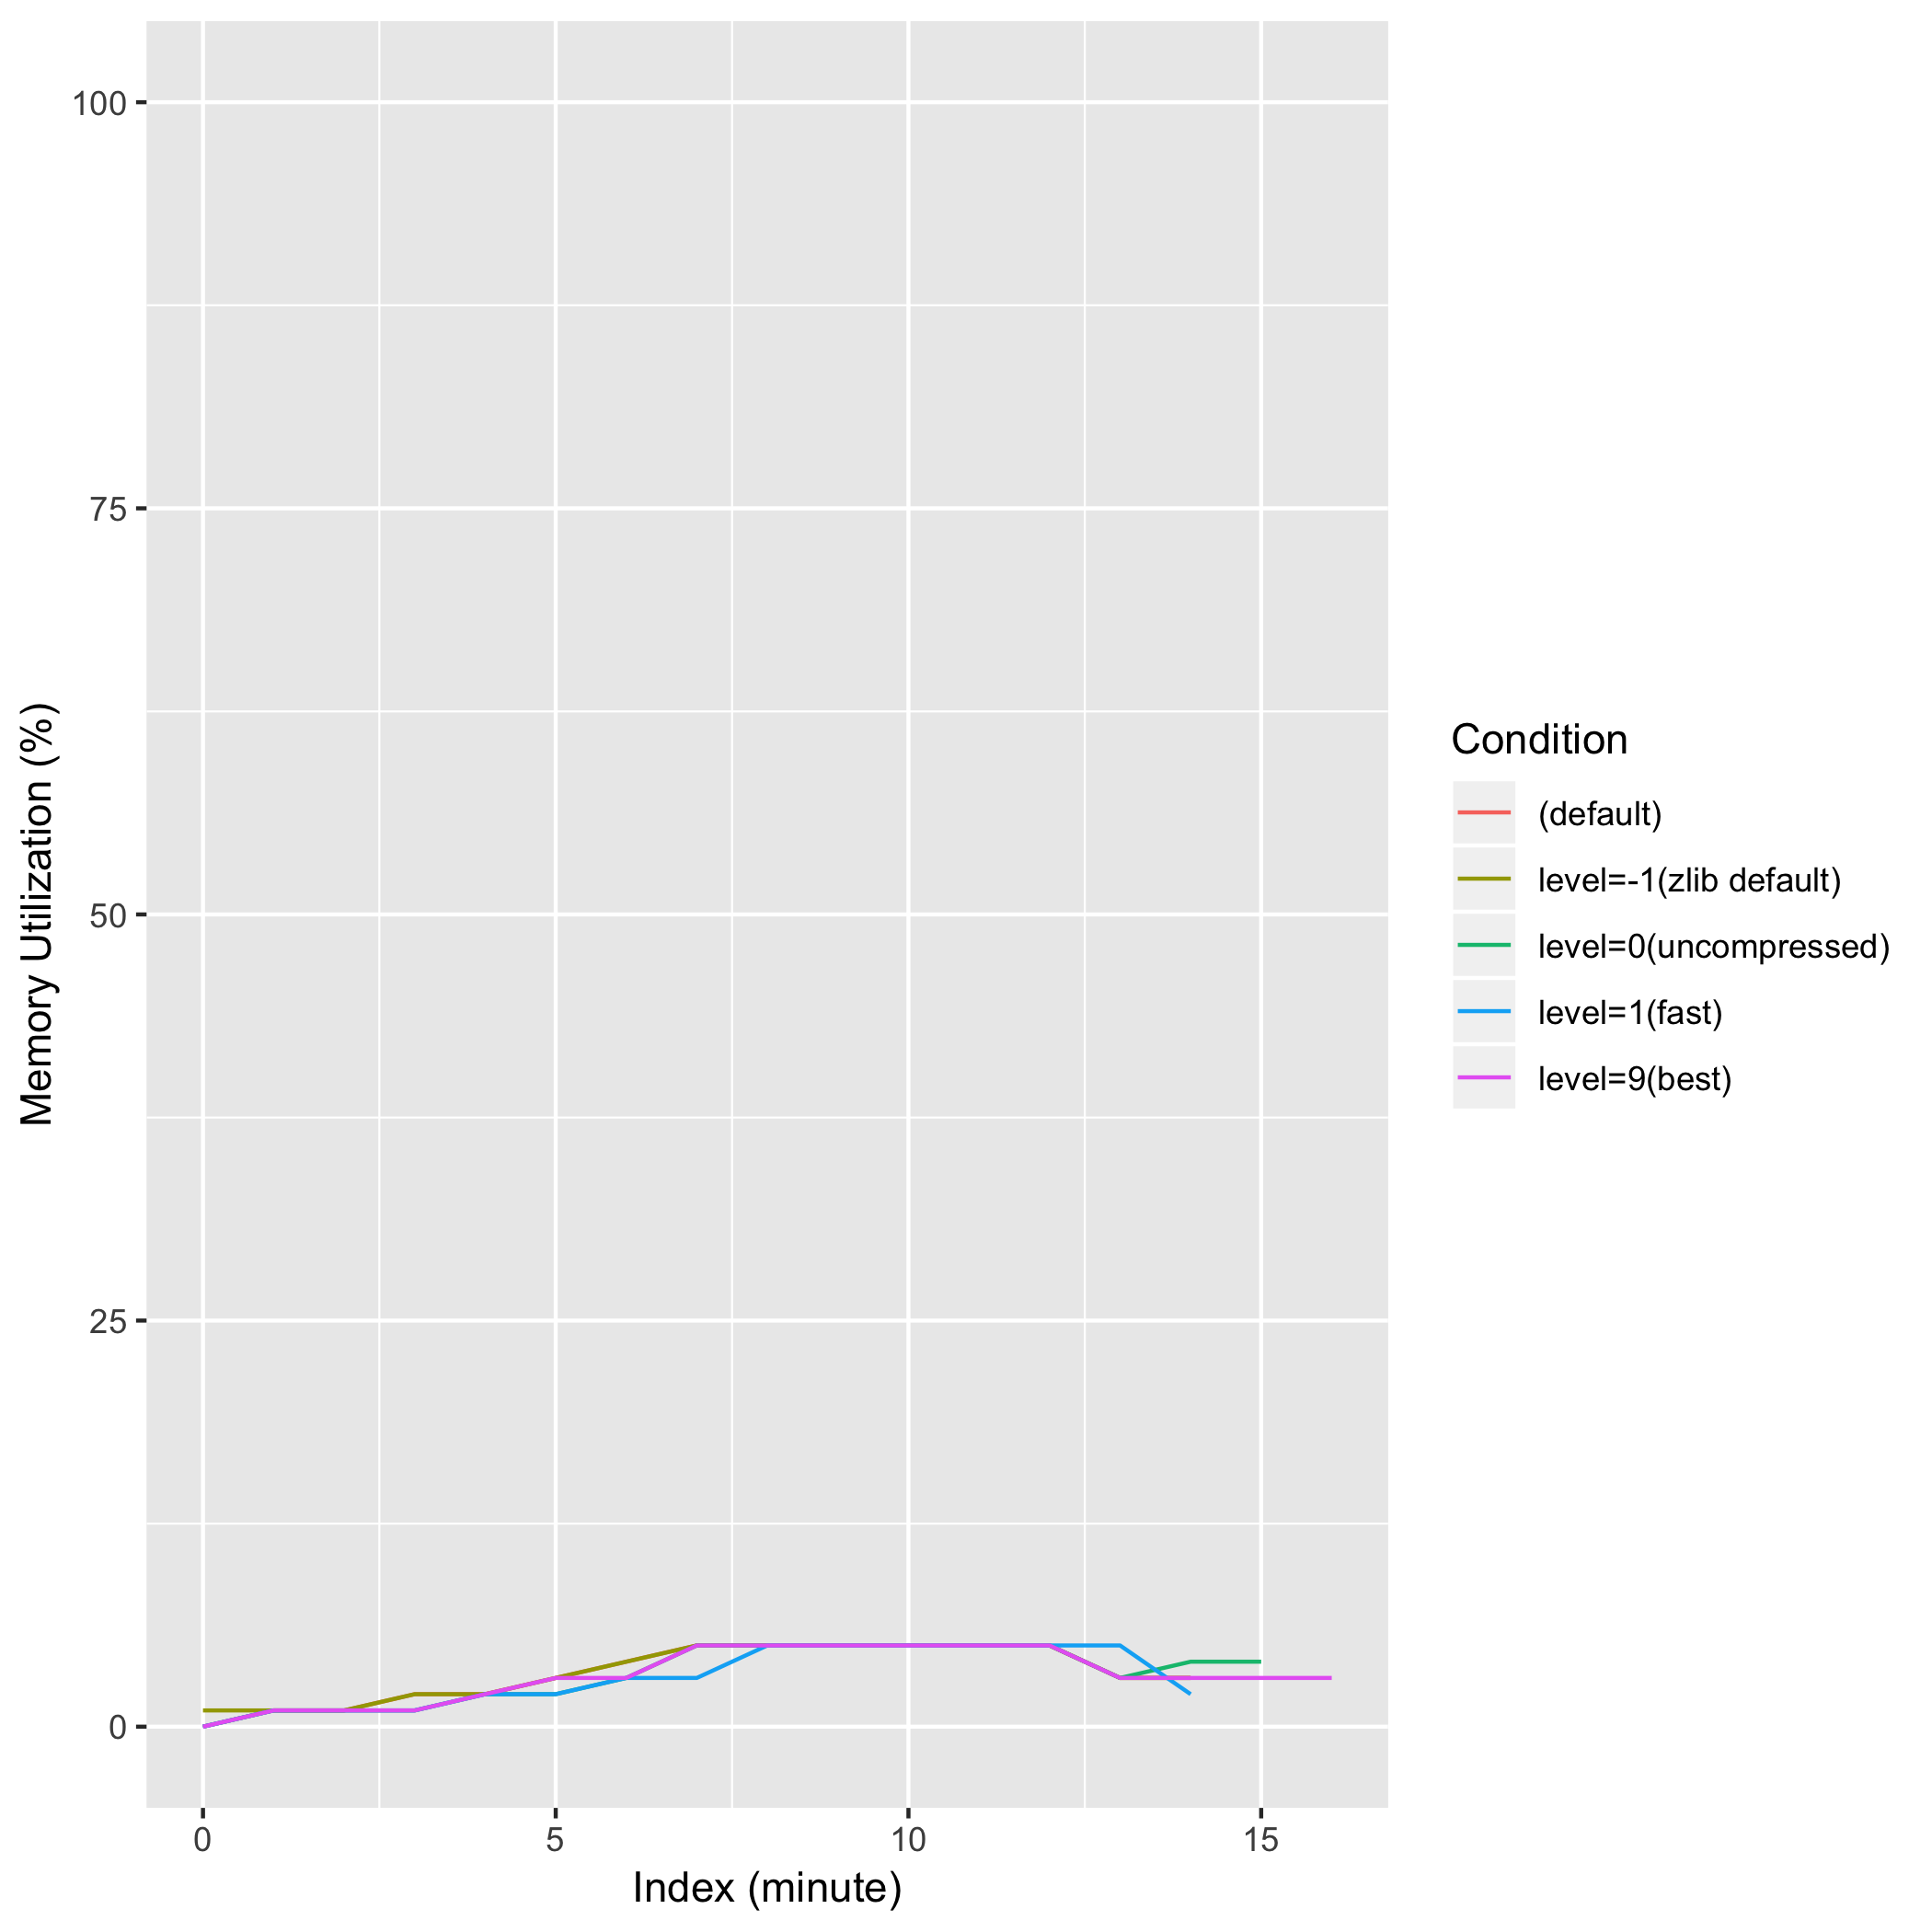 Memory Utilization (%)
100
75
50
25
0
0
5
10
15
Index (minute)
Condition
(default)
level=-1(zlib default)
level=0(uncompressed)
level=1(fast)
level=9(best)